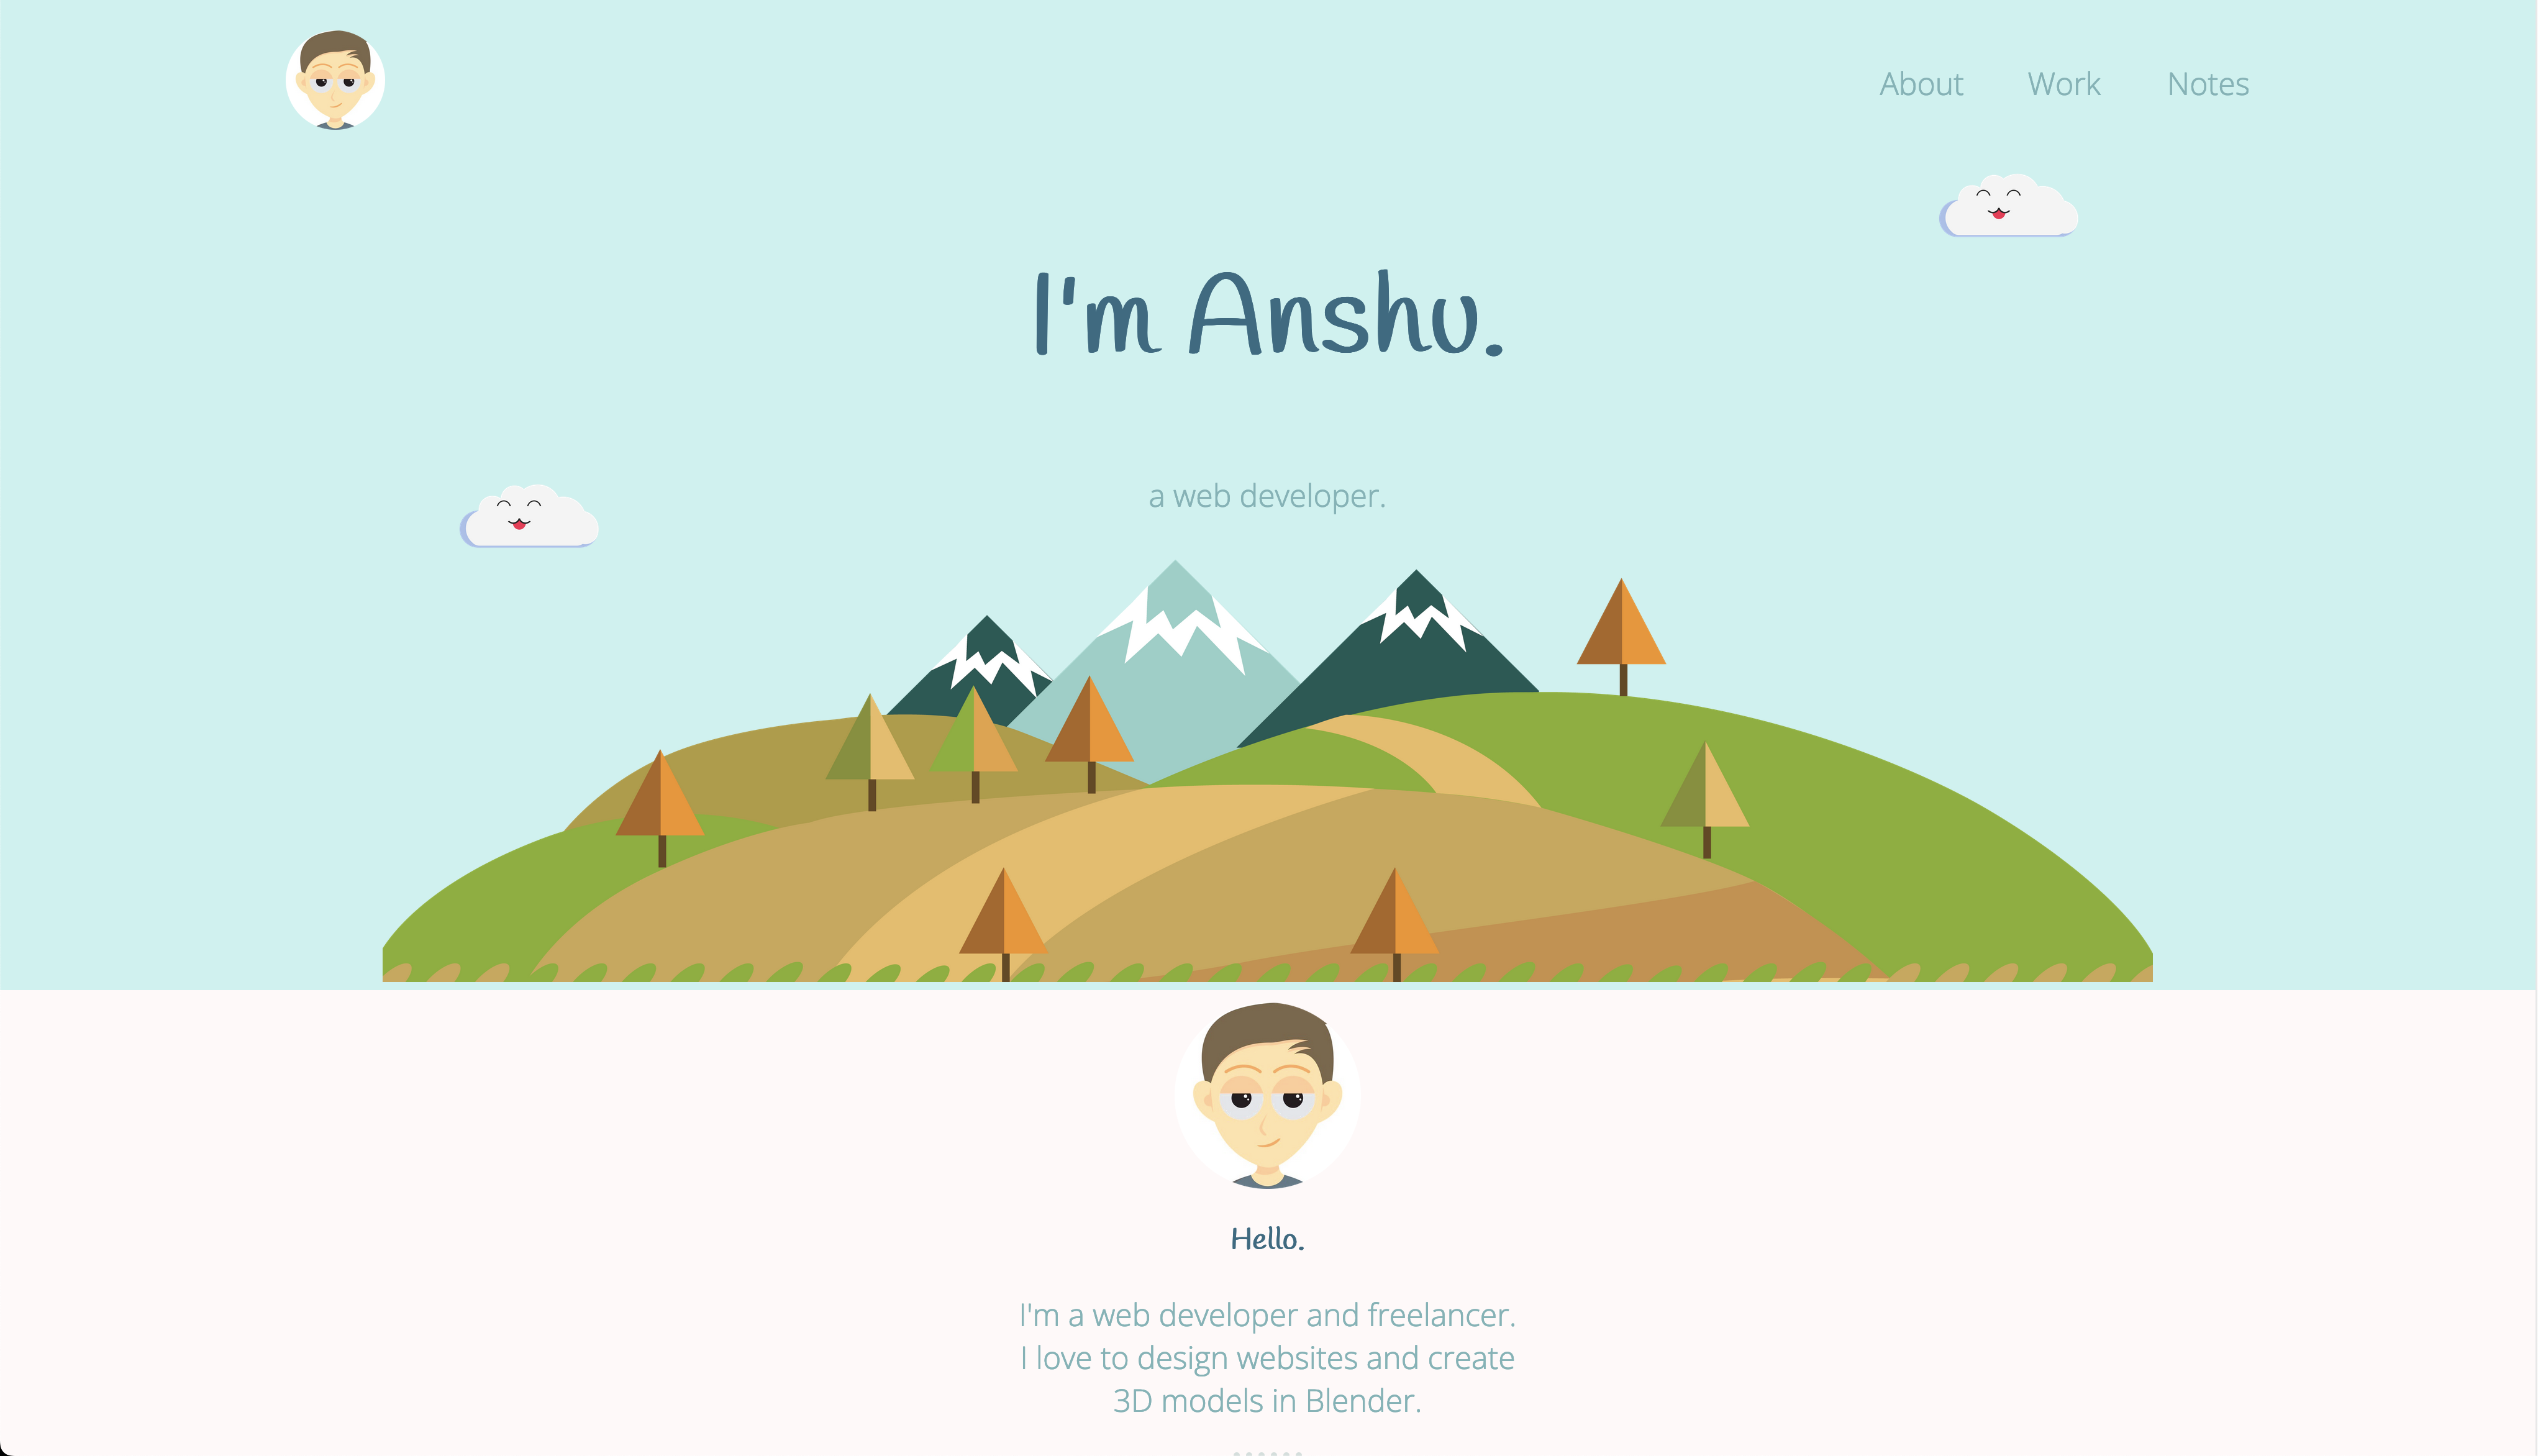 About Work Notes
I'm Anshu.
a web developer.
Hello.
I'm a web developer and freelancer.
I love to design websites and create
3D models in Blender.